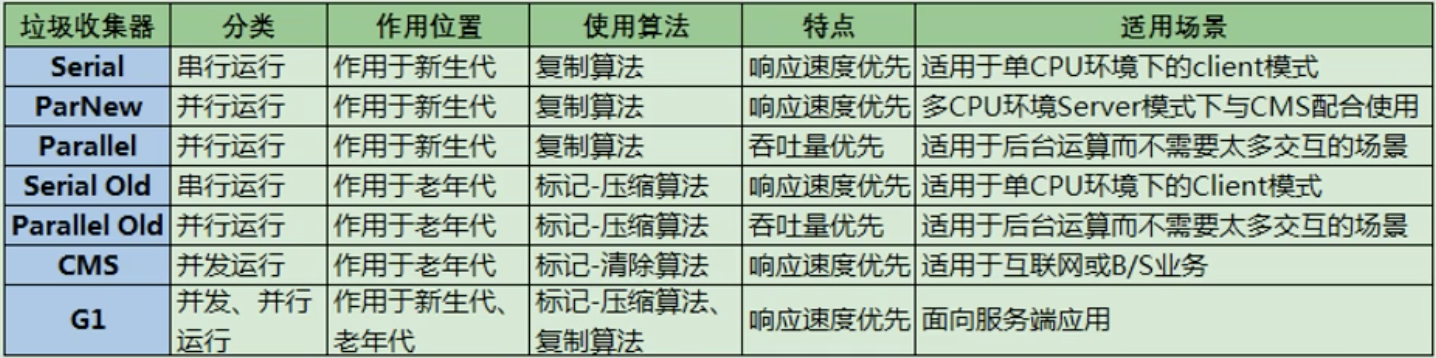 垃圾收集器 分类 作用位置 使用算法 特点 适用场景
Serial 串行运行 作用于新生代 复制算法 响应速度优先 适用于单CPU环境下的client模式
ParNew 并行运行 作用于新生代 复制算法 响应速度优先 多CPU环境Server模式下与CMS配合使用
Parallel 并行运行 作用于新生代 复制算法 吞吐量优先 适用于后台运算而不需要太多交互的场景
Serial Old 串行运行 作用于老年代 标记-压缩算法 响应速度优先 适用于单CPU环境下的Client模式
Parallel Old 并行运行 作用于老年代 标记-压缩算法 吞吐量优先 适用于后台运算而不需要太多交互的场景
CMS 并发运行 作用于老年代 标记-清除算法 响应速度优先 适用于互联网或B/S业务
G1 并发、并行运行 作用于新生代、老年代 标记-压缩算法、复制算法 响应速度优先 面向服务端应用